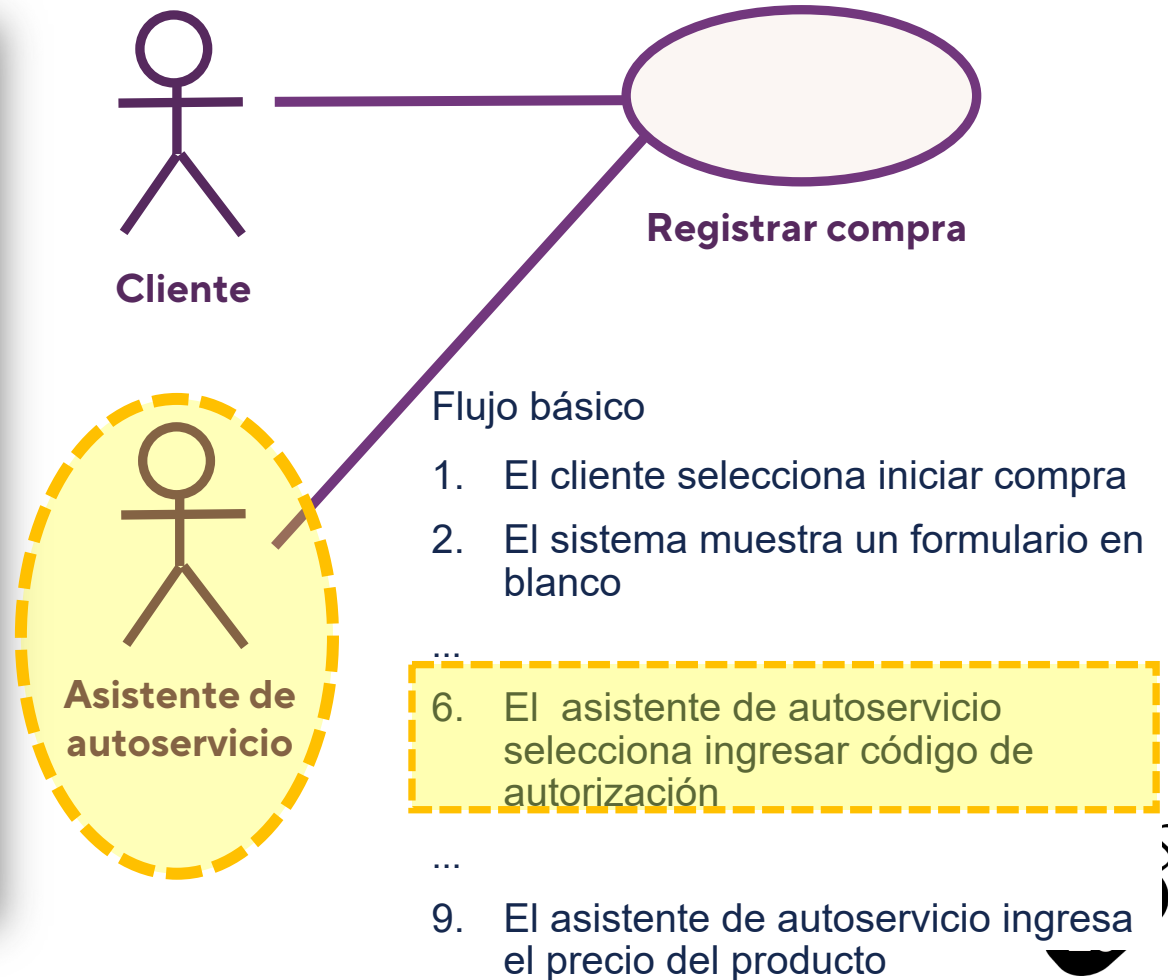 Registrar compra
Cliente
Flujo básico
1. El cliente selecciona iniciar compra
2. El sistema muestra un formulario en
blanco
...
Asistente de
autoservicio
6. El asistente de autoservicio
selecciona ingresar código de
autorización
...
9. El asistente de autoservicio ingresa
el precio del producto